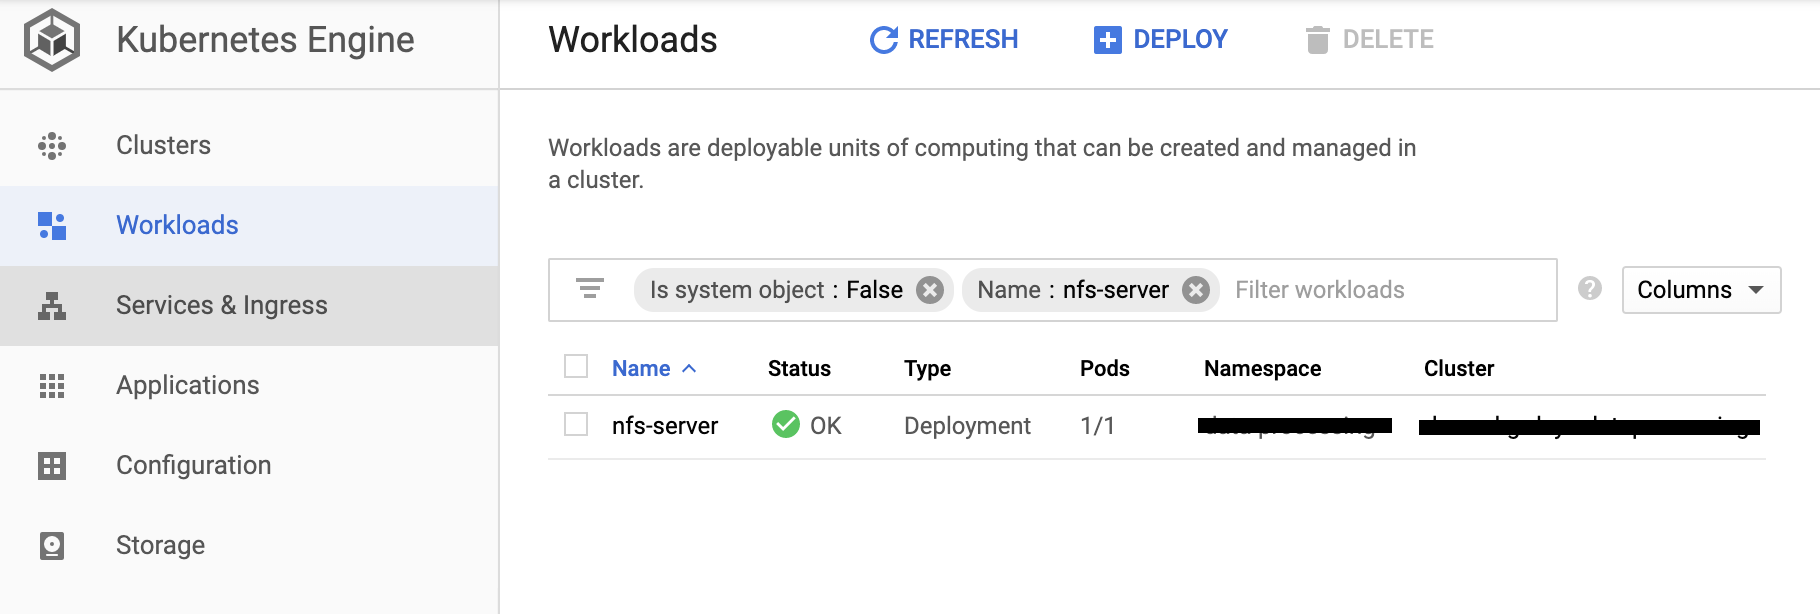 Kubernetes Engine
Workloads
REFRESH
DEPLOY
DELETE
Clusters
Workloads
Services & Ingress
Applications
Configuration
Storage
Workloads are deployable units of computing that can be created and managed in
a cluster.
Is system object : False Name : nfs-server Filter workloads
?
Columns
Name Status Type Pods Namespace Cluster
nfs-server OK Deployment 1/1